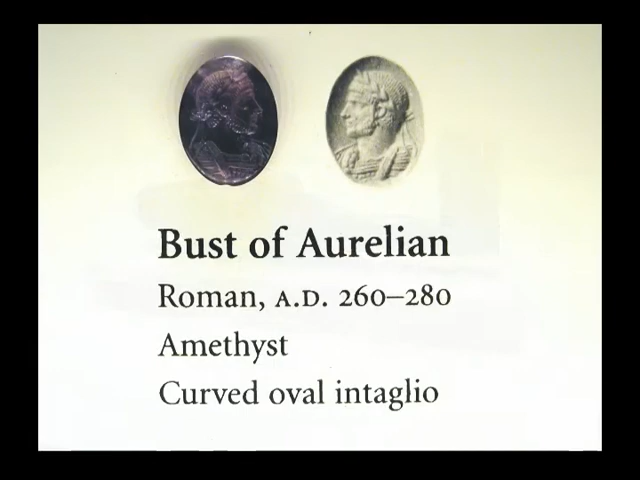 Bust of Aurelian
Roman, A.D. 260–280
Amethyst
Curved oval intaglio